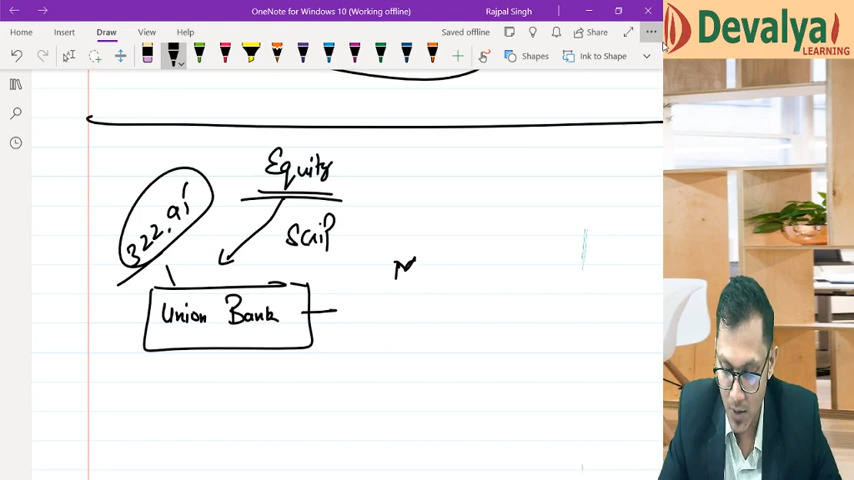 OneNote for Windows 10 (Working offline)
Rajpal Singh
Home
Insert
Draw
View
Help
Saved offline
Share
Shapes
Ink to Shape
Devalya
LEARNING
Equity
322.91
Scrip
Union Bank